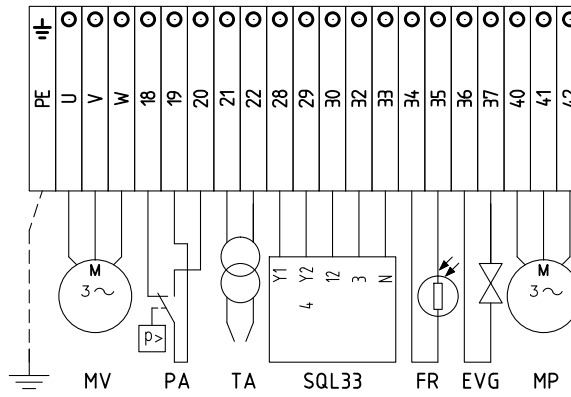 PE U V W 18 19 20 21 22 28 29 30 32 33 34 35 36 37 40 41 42
M
3~
p>
Y1 Y2 12 3 N
4
M
3~
MV PA TA SQL33 FR EVG MP